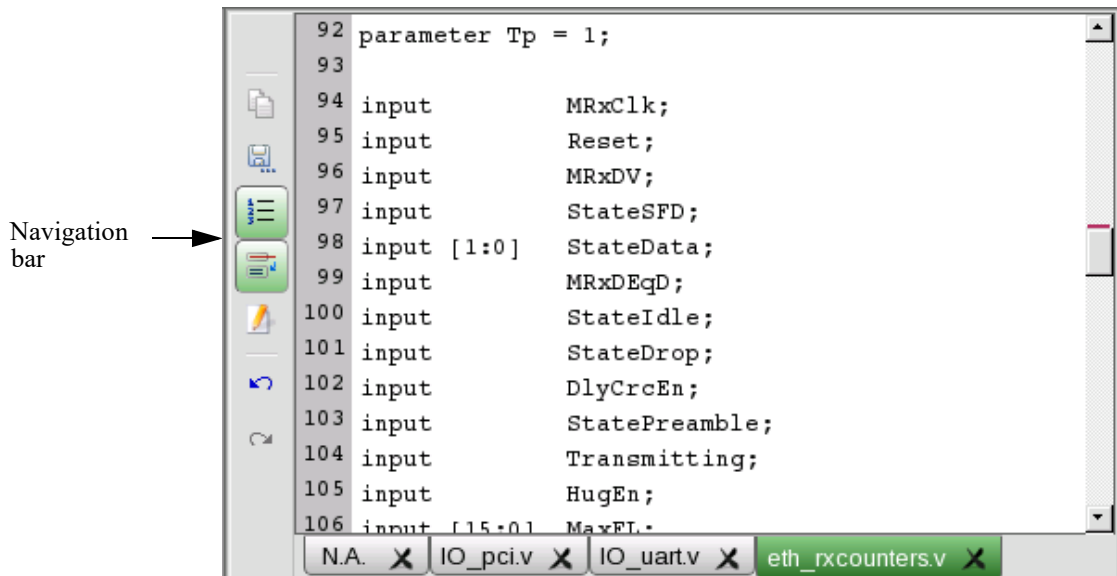 92 parameter Tp = 1;
93
94 input          MRxClk;
95 input          Reset;
96 input          MRxDV;
97 input          StateSFD;
98 input [1:0]   StateData;
99 input          MRxDEqD;
100 input          StateIdle;
101 input          StateDrop;
102 input          DlyCrcEn;
103 input          StatePreamble;
104 input          Transmitting;
105 input          HugEn;
106 input [15:0]  MaxFL;
Navigation
bar
N.A. IO_pci.v IO_uart.v eth_rxcounters.v